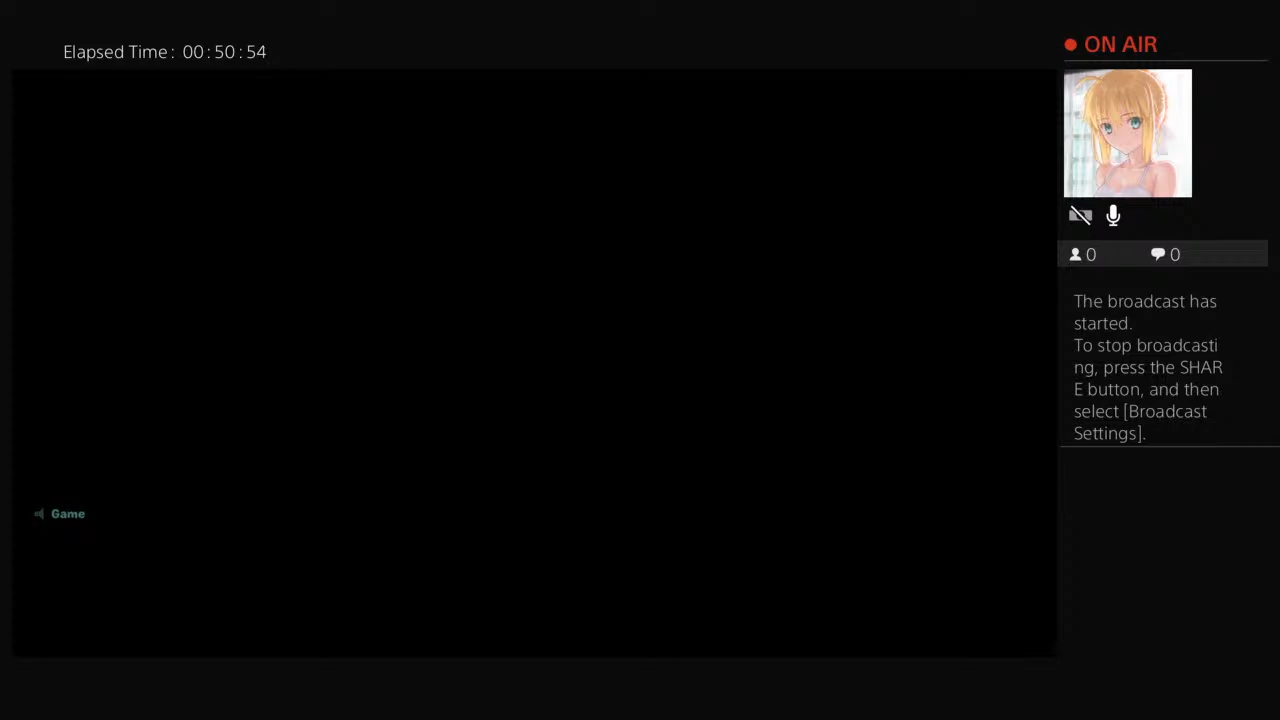 Elapsed Time: 00:50:54
ON AIR
0 0
The broadcast has
started.
To stop broadcasti
ng, press the SHAR
E button, and then
select [Broadcast
Settings].
Game